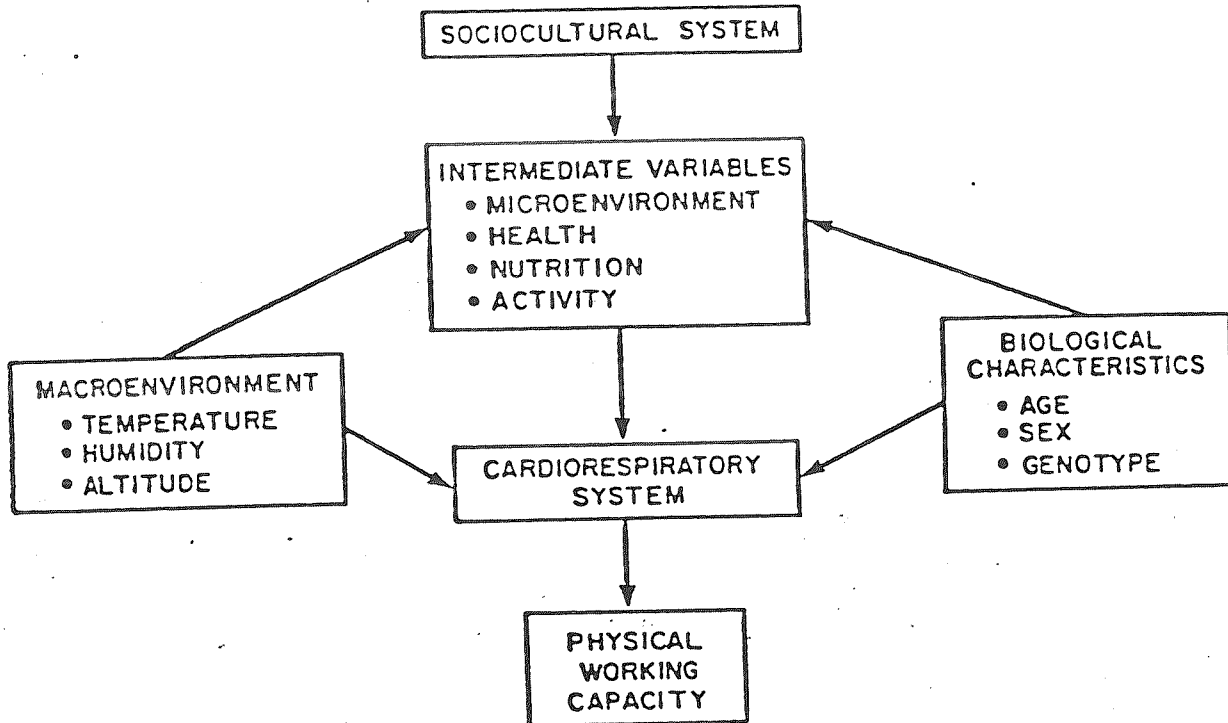 SOCIOCULTURAL SYSTEM
INTERMEDIATE VARIABLES
• MICROENVIRONMENT
• HEALTH
• NUTRITION
• ACTIVITY
MACROENVIRONMENT
• TEMPERATURE
• HUMIDITY
• ALTITUDE
BIOLOGICAL
CHARACTERISTICS
• AGE
• SEX
• GENOTYPE
CARDIORESPIRATORY
SYSTEM
PHYSICAL
WORKING
CAPACITY